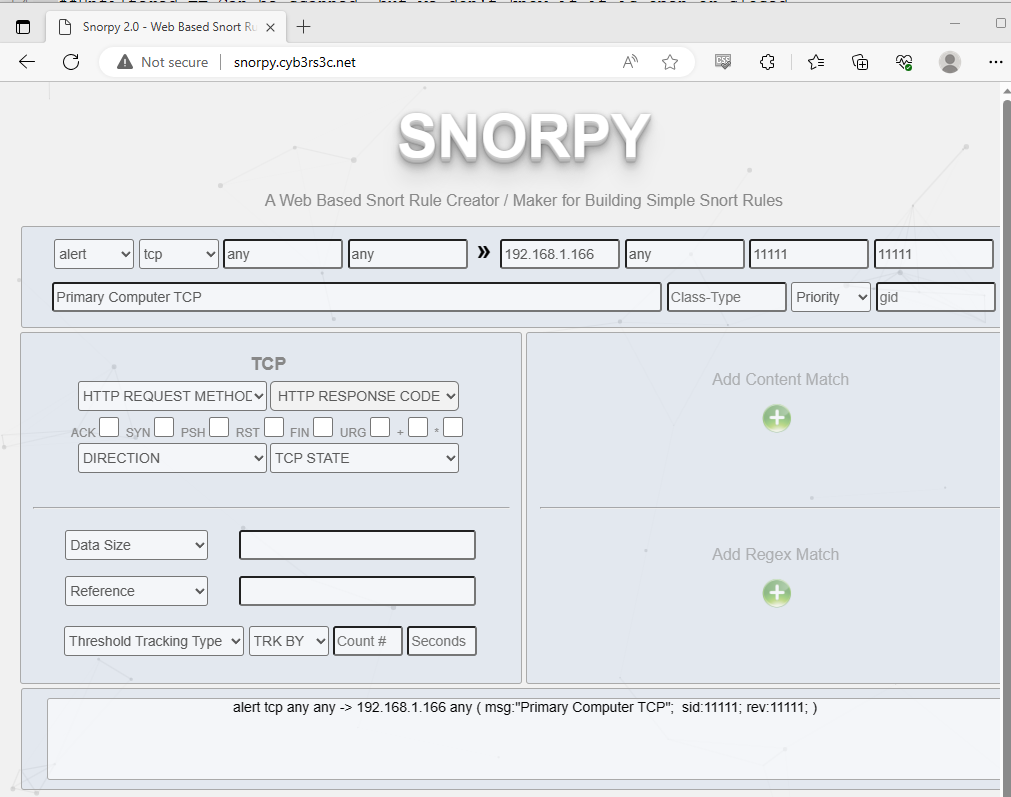 Snorpy 2.0 - Web Based Snort Ru
Not secure snorpy.cyb3rs3c.net
SNORPY
A Web Based Snort Rule Creator / Maker for Building Simple Snort Rules
alert tcp any any » 192.168.1.166 any 11111 11111
Primary Computer TCP Class-Type Priority gid
TCP
HTTP REQUEST METHOD HTTP RESPONSE CODE
ACK SYN PSH RST FIN URG + *
DIRECTION TCP STATE
Add Content Match
Data Size
Reference
Threshold Tracking Type TRK BY Count # Seconds
Add Regex Match
alert tcp any any -> 192.168.1.166 any ( msg:"Primary Computer TCP"; sid:11111; rev:11111; )